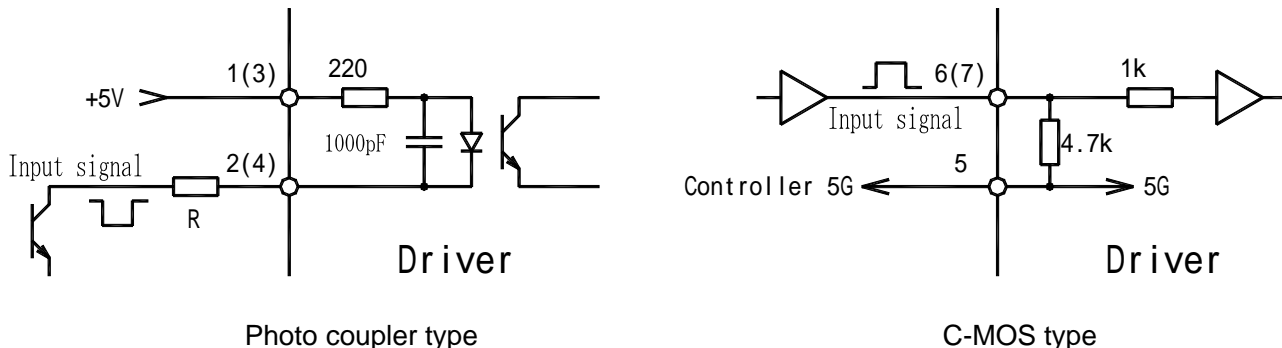 1(3)
220
+5V
1000pF
Input signal
2(4)
R
Driver
Photo coupler type
6(7)
1k
Input signal
4.7k
5
Controller 5G
5G
Driver
C-MOS type